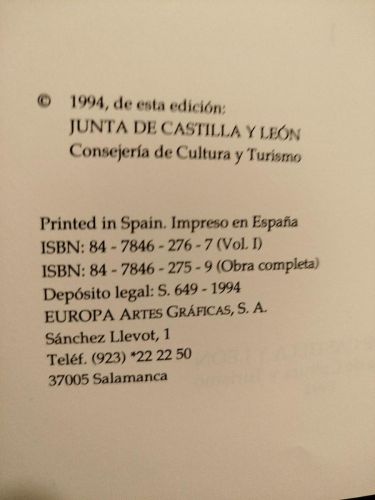 © 1994, de esta edición:
JUNTA DE CASTILLA Y LEÓN
Consejería de Cultura y Turismo
Printed in Spain. Impreso en España
ISBN: 84 - 7846 - 276 - 7 (Vol. I)
ISBN: 84 - 7846 - 275 - 9 (Obra completa)
Depósito legal: S. 649 - 1994
EUROPA ARTES GRÁFICAS, S. A.
Sánchez Llevot, 1
Teléf. (923) *22 22 50
37005 Salamanca